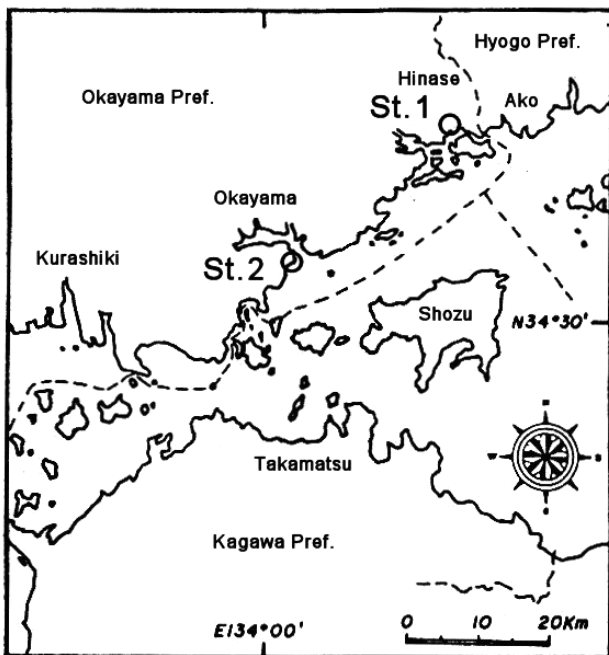 Hyogo Pref.
Okayama Pref.
Hinase
Ako
St.1
Okayama
Kurashiki
St.2
Shozu
N34°30'
Takamatsu
Kagawa Pref.
E134°00'
0 10 20Km